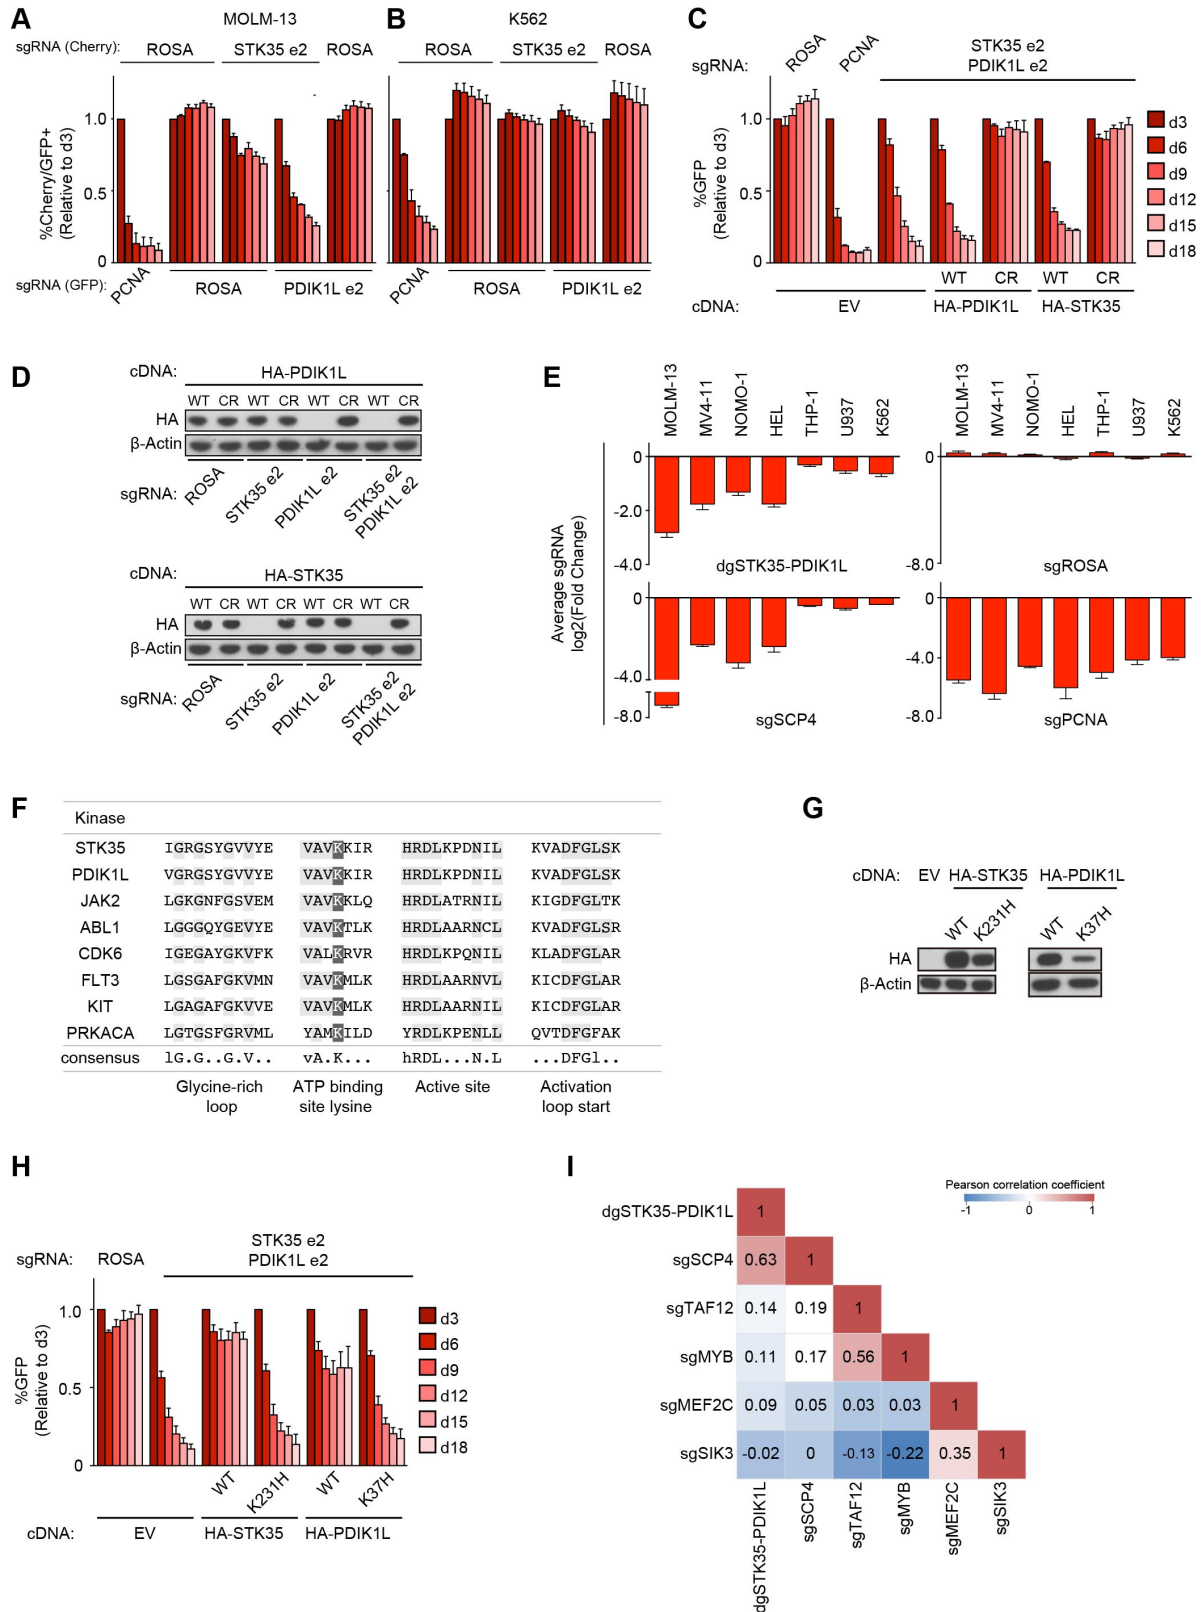 A
MOLM-13
B
K562
sgRNA (Cherry):
ROSA
STK35 e2
ROSA
ROSA
STK35 e2
ROSA
%Cherry/GFP+
(Relative to d3)
1.0
0.5
0
sgRNA (GFP):
PCNA
ROSA
PDIK1L e2
PCNA
ROSA
PDIK1L e2
C
sgRNA:
ROSA
PCNA
STK35 e2
PDIK1L e2
%GFP
(Relative to d3)
1.0
0.5
0
d3
d6
d9
d12
d15
d18
WT
CR
WT
CR
cDNA:
EV
HA-PDIK1L
HA-STK35
D
cDNA:
HA-PDIK1L
WT CR WT CR WT CR WT CR
HA
β-Actin
sgRNA:
ROSA
STK35 e2
PDIK1L e2
STK35 e2
PDIK1L e2
cDNA:
HA-STK35
WT CR WT CR WT CR WT CR
HA
β-Actin
sgRNA:
ROSA
STK35 e2
PDIK1L e2
STK35 e2
PDIK1L e2
E
MOLM-13
MV4-11
NOMO-1
HEL
THP-1
U937
K562
MOLM-13
MV4-11
NOMO-1
HEL
THP-1
U937
K562
Average sgRNA
log2(Fold Change)
0
-2.0
-4.0
dgSTK35-PDIK1L
0
-8.0
sgROSA
0
-4.0
-8.0
sgSCP4
0
-4.0
-8.0
sgPCNA
F
Kinase
STK35 IGRGSYGVVYE VAVKKIR HRDLKPDNIL KVADFGLSK
PDIK1L VGRGSYGVVYE VAVKKIR HRDLKPDNIL KVADFGLSK
JAK2 LGKGNFGSVEM VAVKKLQ HRDLATRNIL KIGDFGLTK
ABL1 LGGGQYGEVYE VAVKTLK HRDLAARNCL KVADFGLSR
CDK6 IGEGAYGKVFK VALKRVR HRDLKPQNIL KLADFGLAR
FLT3 LGSGAFGKVMN VAVKMLK HRDLAARNVL KICDFGLAR
KIT LGAGAFGKVVE VAVKMLK HRDLAARNIL KICDFGLAR
PRKACA LGTGSFGRVML YAMKILD YRDLKPENLL QVTDFGFAK
consensus lG.G..G.V.. vA.K... hRDL...N.L ...DFGl..
Glycine-rich
loop
ATP binding
site lysine
Active site
Activation
loop start
G
cDNA:
EV
HA-STK35
HA-PDIK1L
WT
K231H
WT
K37H
HA
β-Actin
H
sgRNA:
ROSA
STK35 e2
PDIK1L e2
%GFP
(Relative to d3)
1.0
0.5
0
d3
d6
d9
d12
d15
d18
WT
K231H
WT
K37H
cDNA:
EV
HA-STK35
HA-PDIK1L
I
Pearson correlation coefficient
-1 0 1
dgSTK35-PDIK1L 1
sgSCP4 0.63 1
sgTAF12 0.14 0.19 1
sgMYB 0.11 0.17 0.56 1
sgMEF2C 0.09 0.05 0.03 0.03 1
sgSIK3 -0.02 0 -0.13 -0.22 0.35 1
dgSTK35-PDIK1L
sgSCP4
sgTAF12
sgMYB
sgMEF2C
sgSIK3